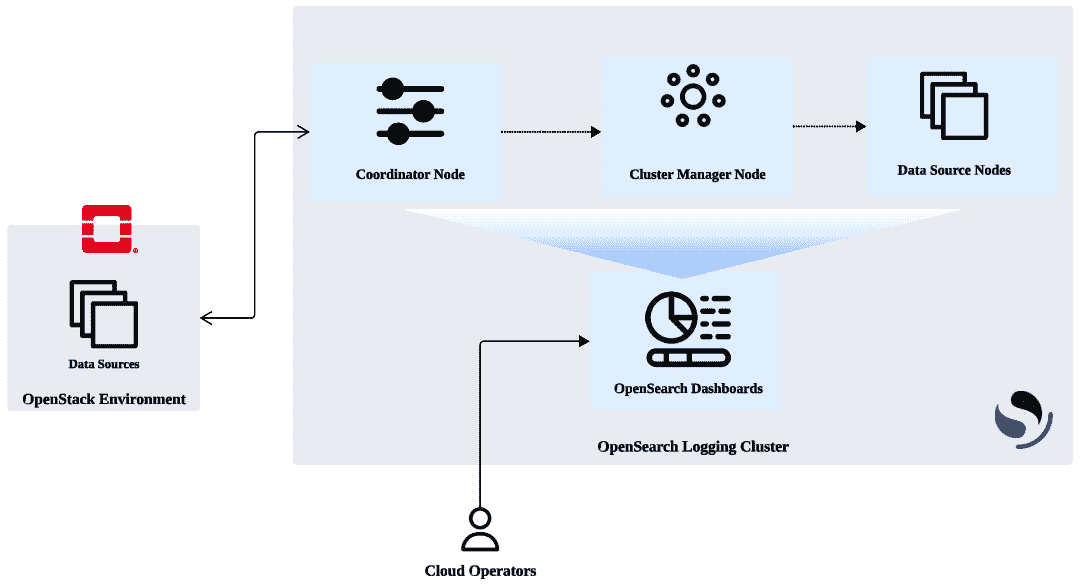 Coordinator Node
Cluster Manager Node
Data Source Nodes
Data Sources
OpenStack Environment
OpenSearch Dashboards
OpenSearch Logging Cluster
Cloud Operators